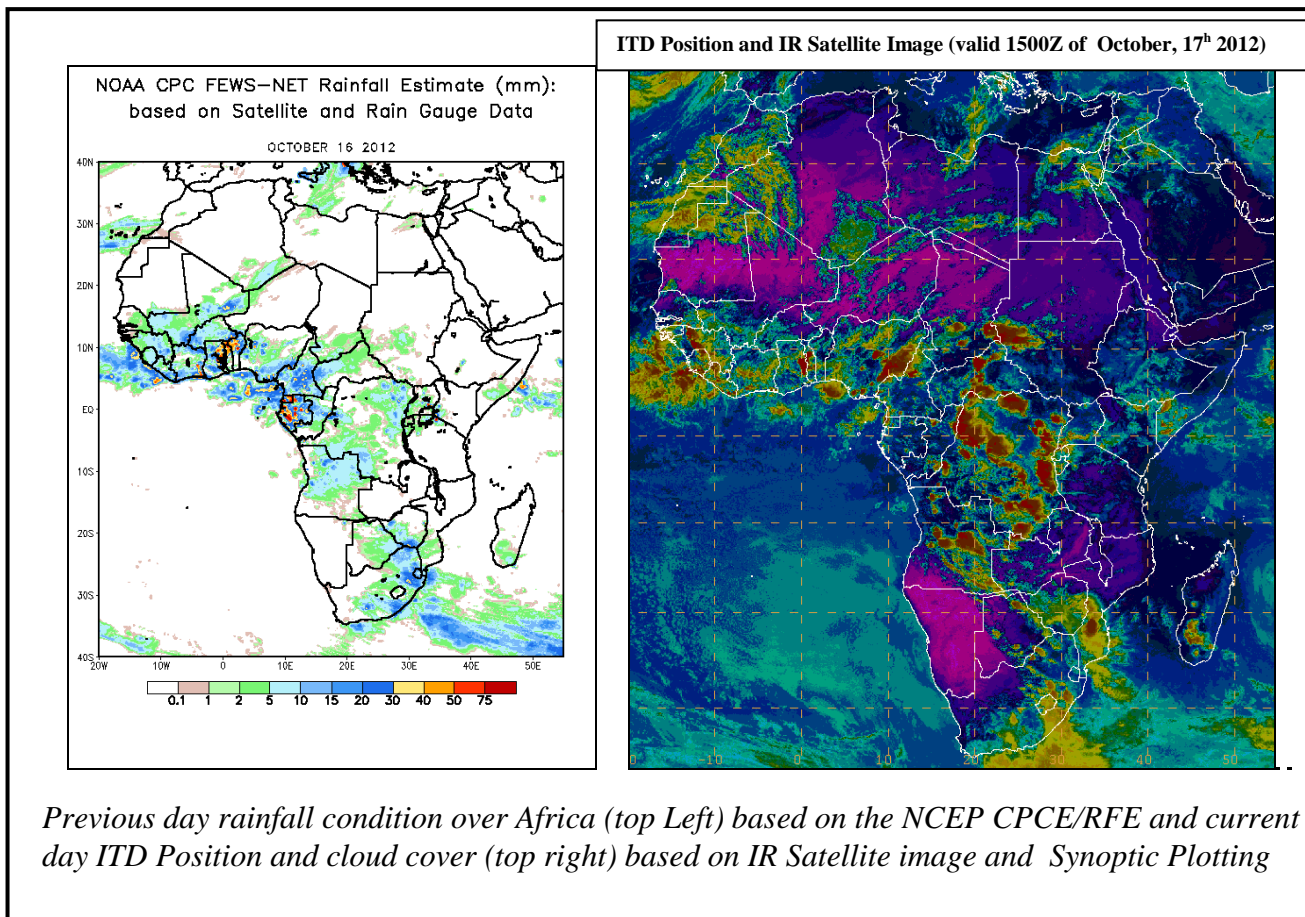 ITD Position and IR Satellite Image (valid 1500Z of October, 17h 2012)
NOAA CPC FEWS-NET Rainfall Estimate (mm):
based on Satellite and Rain Gauge Data
OCTOBER 16 2012
40N
30N
20N
10N
EQ
10S
20S
30S
40S
20W 10W 0 10E 20E 30E 40E 50E
0.1 1 2 5 10 15 20 30 40 50 75
0 -10 0 10 20 30 40 50
Previous day rainfall condition over Africa (top Left) based on the NCEP CPCE/RFE and current
day ITD Position and cloud cover (top right) based on IR Satellite image and Synoptic Plotting